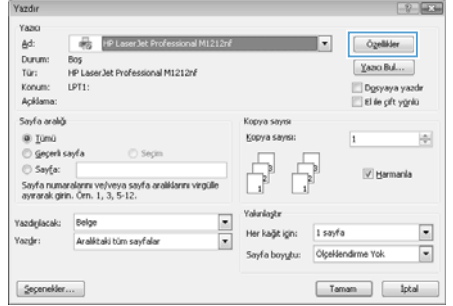 Yazdır
Yazıcı
Ad: HP LaserJet Professional M1212nf
Özellikler
Durum: Boş
Tür: HP LaserJet Professional M1212nf
Yazıcı Bul...
Konum: LPT1:
Dosyaya yazdır
Açıklama:
El ile çift yönlü
Sayfa aralığı
Tümü
Geçerli sayfa
Seçim
Sayfa:
Sayfa numaralarını ve/veya sayfa aralıklarını virgülle
ayırarak girin. Örn. 1, 3, 5-12.
Kopya sayısı
Kopya sayısı: 1
Harmanla
Yazdırılacak: Belge
Yazdır: Aralıktaki tüm sayfalar
Yakınlaştır
Her kağıt için: 1 sayfa
Sayfa boyutu: Ölçeklendirme Yok
Seçenekler...
Tamam
İptal